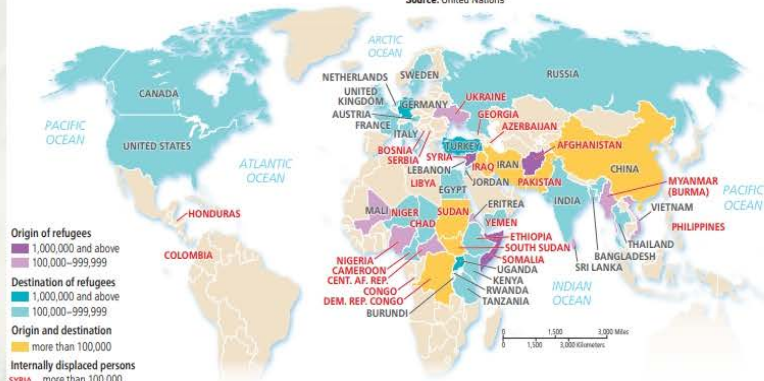 Source: United Nations
ARCTIC
OCEAN
NETHERLANDS
SWEDEN
RUSSIA
UNITED
KINGDOM
GERMANY
UKRAINE
CANADA
AUSTRIA
GEORGIA
FRANCE
AZERBAIJAN
PACIFIC
OCEAN
ITALY
UNITED STATES
BOSNIA
TURKEY
AFGHANISTAN
SERBIA
SYRIA
ATLANTIC
OCEAN
LEBANON
IRAQ
IRAN
CHINA
LIBYA
JORDAN
PAKISTAN
MYANMAR
(BURMA)
PACIFIC
OCEAN
EGYPT
INDIA
HONDURAS
MALI
NIGER
SUDAN
ERITREA
VIETNAM
CHAD
YEMEN
PHILIPPINES
COLOMBIA
ETHIOPIA
THAILAND
SOUTH SUDAN
BANGLADESH
NIGERIA
SOMALIA
SRI LANKA
CAMEROON
UGANDA
CENT. AF. REP.
KENYA
INDIAN
OCEAN
CONGO
RWANDA
DEM. REP. CONGO
TANZANIA
BURUNDI
Origin of refugees
1,000,000 and above
100,000–999,999
Destination of refugees
1,000,000 and above
100,000–999,999
Origin and destination
more than 100,000
Internally displaced persons
SYRIA more than 100,000
0 1,500 3,000 Miles
0 1,500 3,000 Kilometers